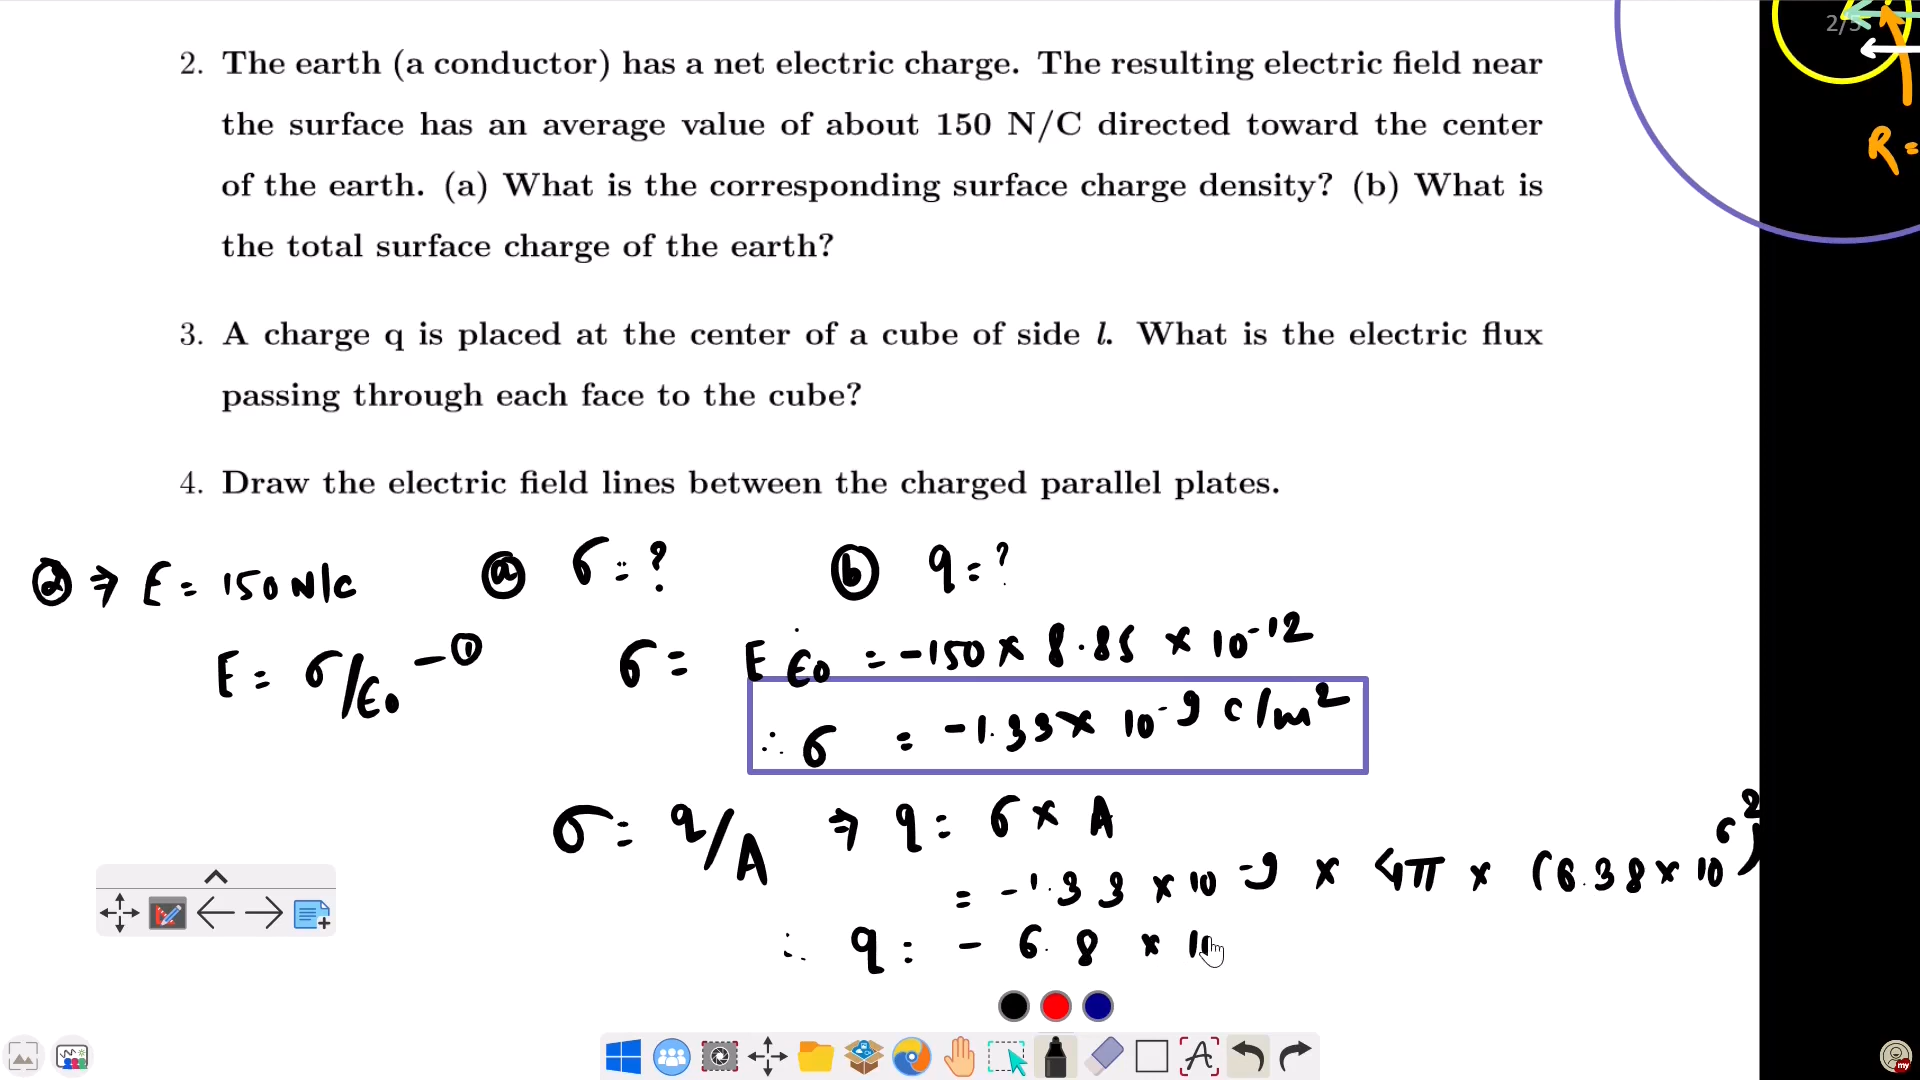 2/5
2. The earth (a conductor) has a net electric charge. The resulting electric field near
the surface has an average value of about 150 N/C directed toward the center
of the earth. (a) What is the corresponding surface charge density? (b) What is
the total surface charge of the earth?
R=
3. A charge q is placed at the center of a cube of side l. What is the electric flux
passing through each face to the cube?
4. Draw the electric field lines between the charged parallel plates.
② ⇒ E = 150 N/C ⓐ σ = ? ⓑ q = ?
E = σ/ε₀ —① σ = E ε₀ = -150 × 8.85 × 10⁻¹²
∴ σ = -1.33 × 10⁻⁹ C/m²
σ = q/A ⇒ q = σ × A
= -1.33 × 10⁻⁹ × 4π × (6.38 × 10⁶)²
∴ q = - 6.8 × 10